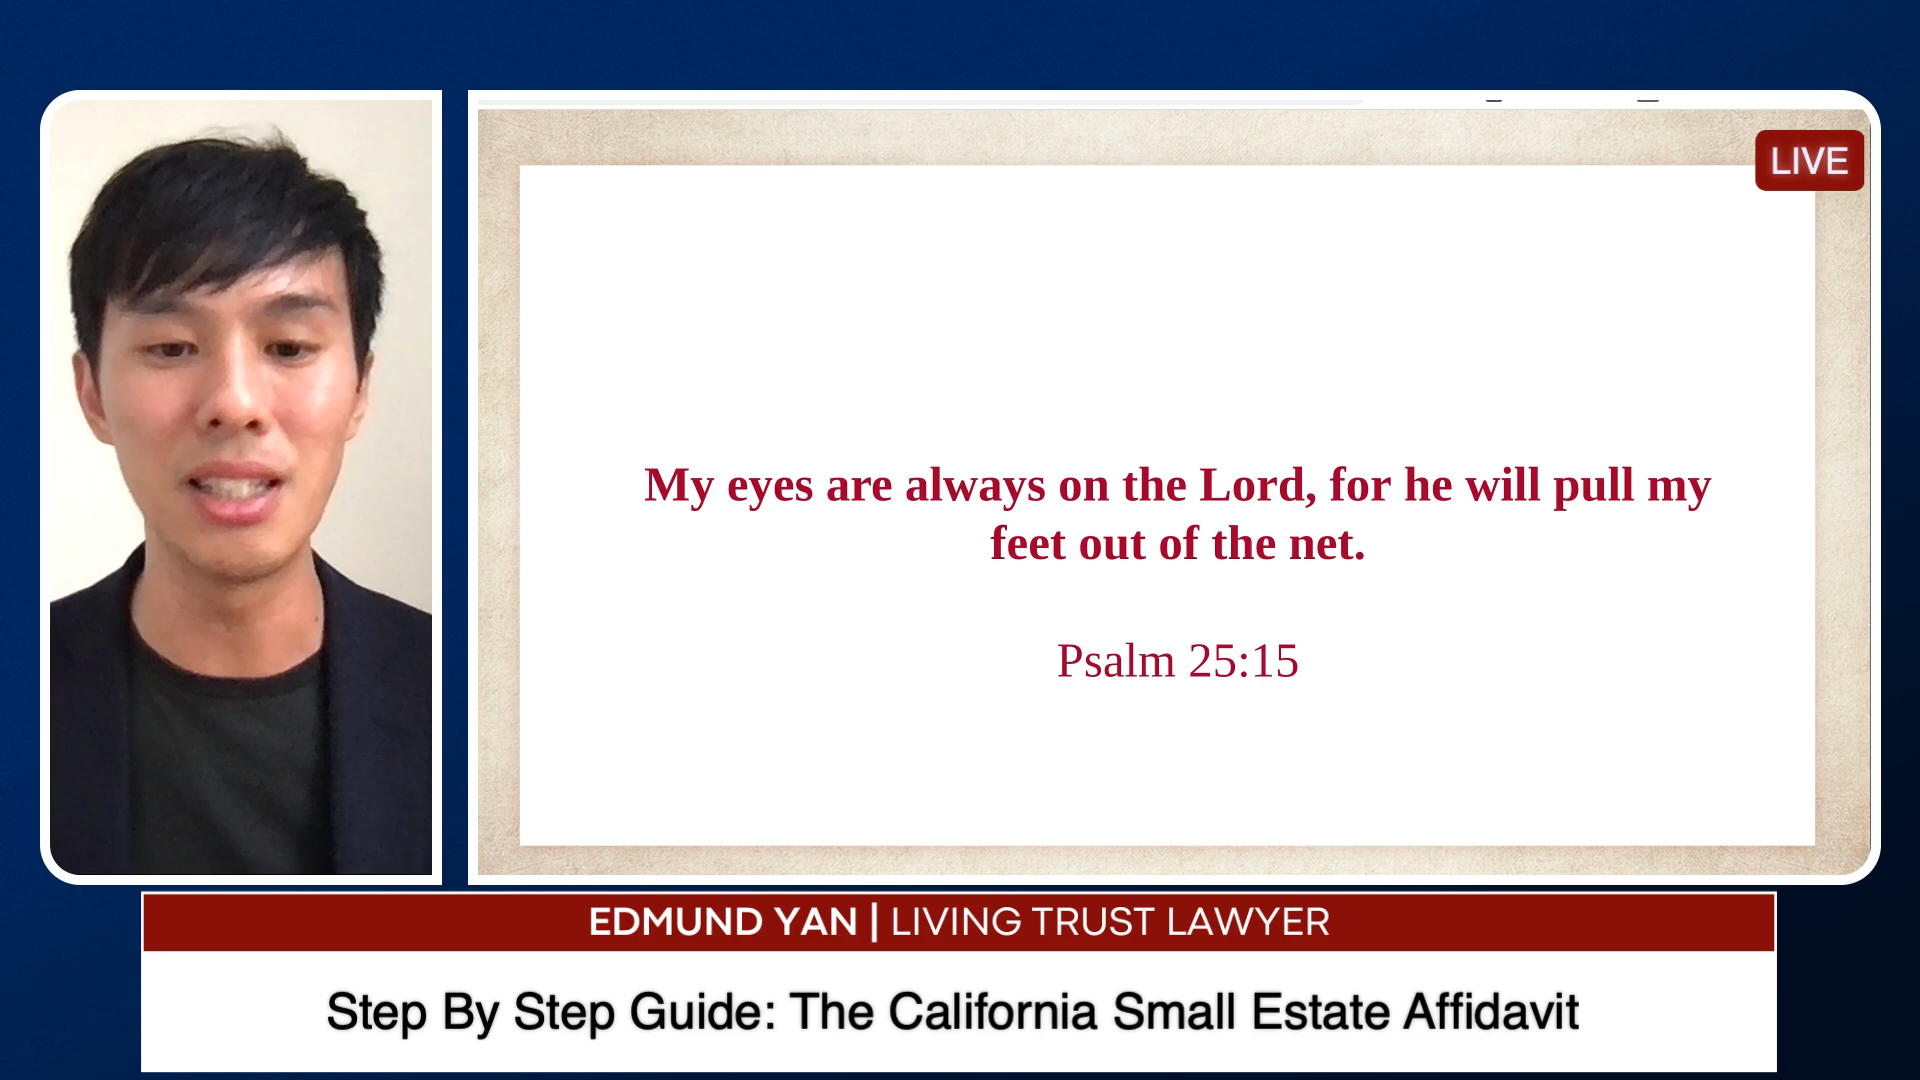 LIVE
My eyes are always on the Lord, for he will pull my
feet out of the net.
Psalm 25:15
EDMUND YAN | LIVING TRUST LAWYER
Step By Step Guide: The California Small Estate Affidavit